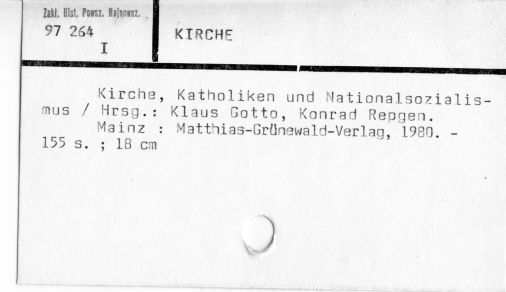 Zakł. Hist. Powsz. Najnowsz.
97 264
I
KIRCHE
Kirche, Katholiken und Nationalsozialis-
mus / Hrsg.: Klaus Gotto, Konrad Repgen.
Mainz : Matthias-Grünewald-Verlag, 1980. -
155 s. ; 18 cm